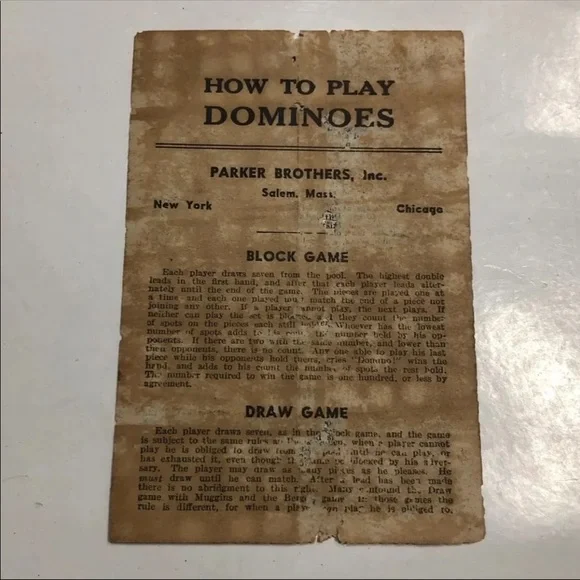 HOW TO PLAY
DOMINOES
PARKER BROTHERS, Inc.
Salem, Mass.
New York Chicago
BLOCK GAME
Each player draws seven from the pool. The highest double
leads in the first hand, and after that each player leads alter-
nately until the end of the game. The pieces are played one at
a time and each one played must match the end of a piece not
joining any other. If a player cannot play, the next plays. If
neither can play the set is blocked, they count the number
of spots on the pieces each still Whoever has the lowest
number of spots adds to his number held by his op-
ponents. If there are two with the same number, and lower than
their opponents, there is no count. Any one able to play his last
piece while his opponents hold theirs, cries "Domino!" wins the
hand, and adds to his count the number of spots the rest hold.
The number required to win the game is one hundred, or less by
agreement.
DRAW GAME
Each player draws seven, as in the block game, and the game
is subject to the same rules as when a player cannot
play he is obliged to draw from pool until he can play, or
has exhausted it, even though be blocked by his adver-
sary. The player may draw as many pieces as he pleases. He
must draw until he can match. After a lead has been made
there is no abridgment to this Many confound the Draw
game with Muggins and the game in those games the
rule is different, for when a player can play he is obliged to.